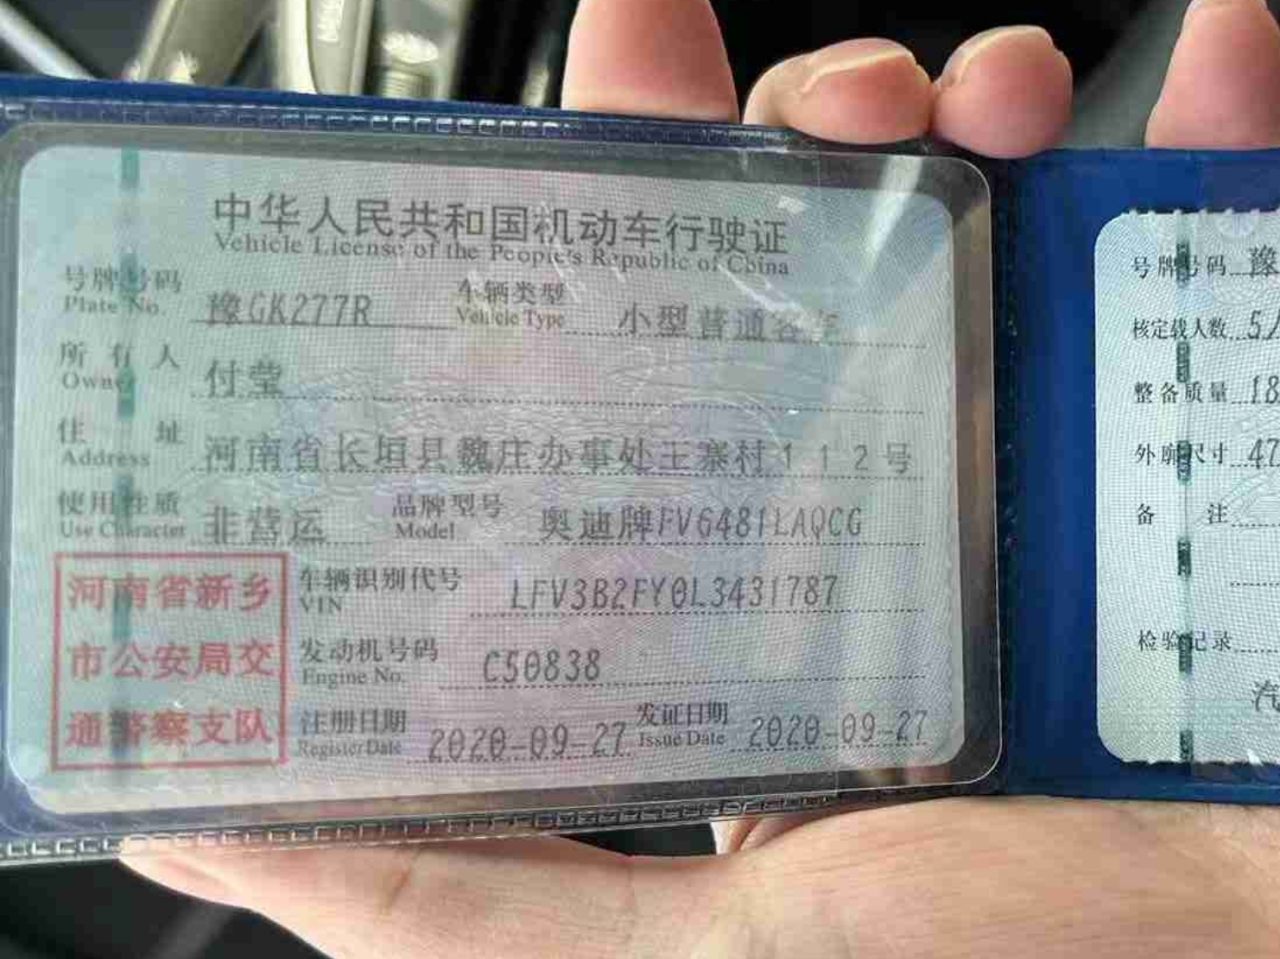 中华人民共和国机动车行驶证
Vehicle License of the People's Republic of China
号牌号码 豫GK277R 车辆类型 小型普通客车
Plate No. Vehicle Type
所有人 付莹
Owner
住址 河南省长垣县魏庄办事处王寨村112号
Address
使用性质 非营运 品牌型号 奥迪牌FV6481LAQCG
Use Character Model
车辆识别代号 LFV3B2FY0L3431787
VIN
发动机号码 C50838
Engine No.
注册日期 2020-09-27 发证日期 2020-09-27
Register Date Issue Date
河南省新乡
市公安局交
通警察支队
号牌号码 豫
核定载人数 5
整备质量 18
外廓尺寸 47
备注
检验记录